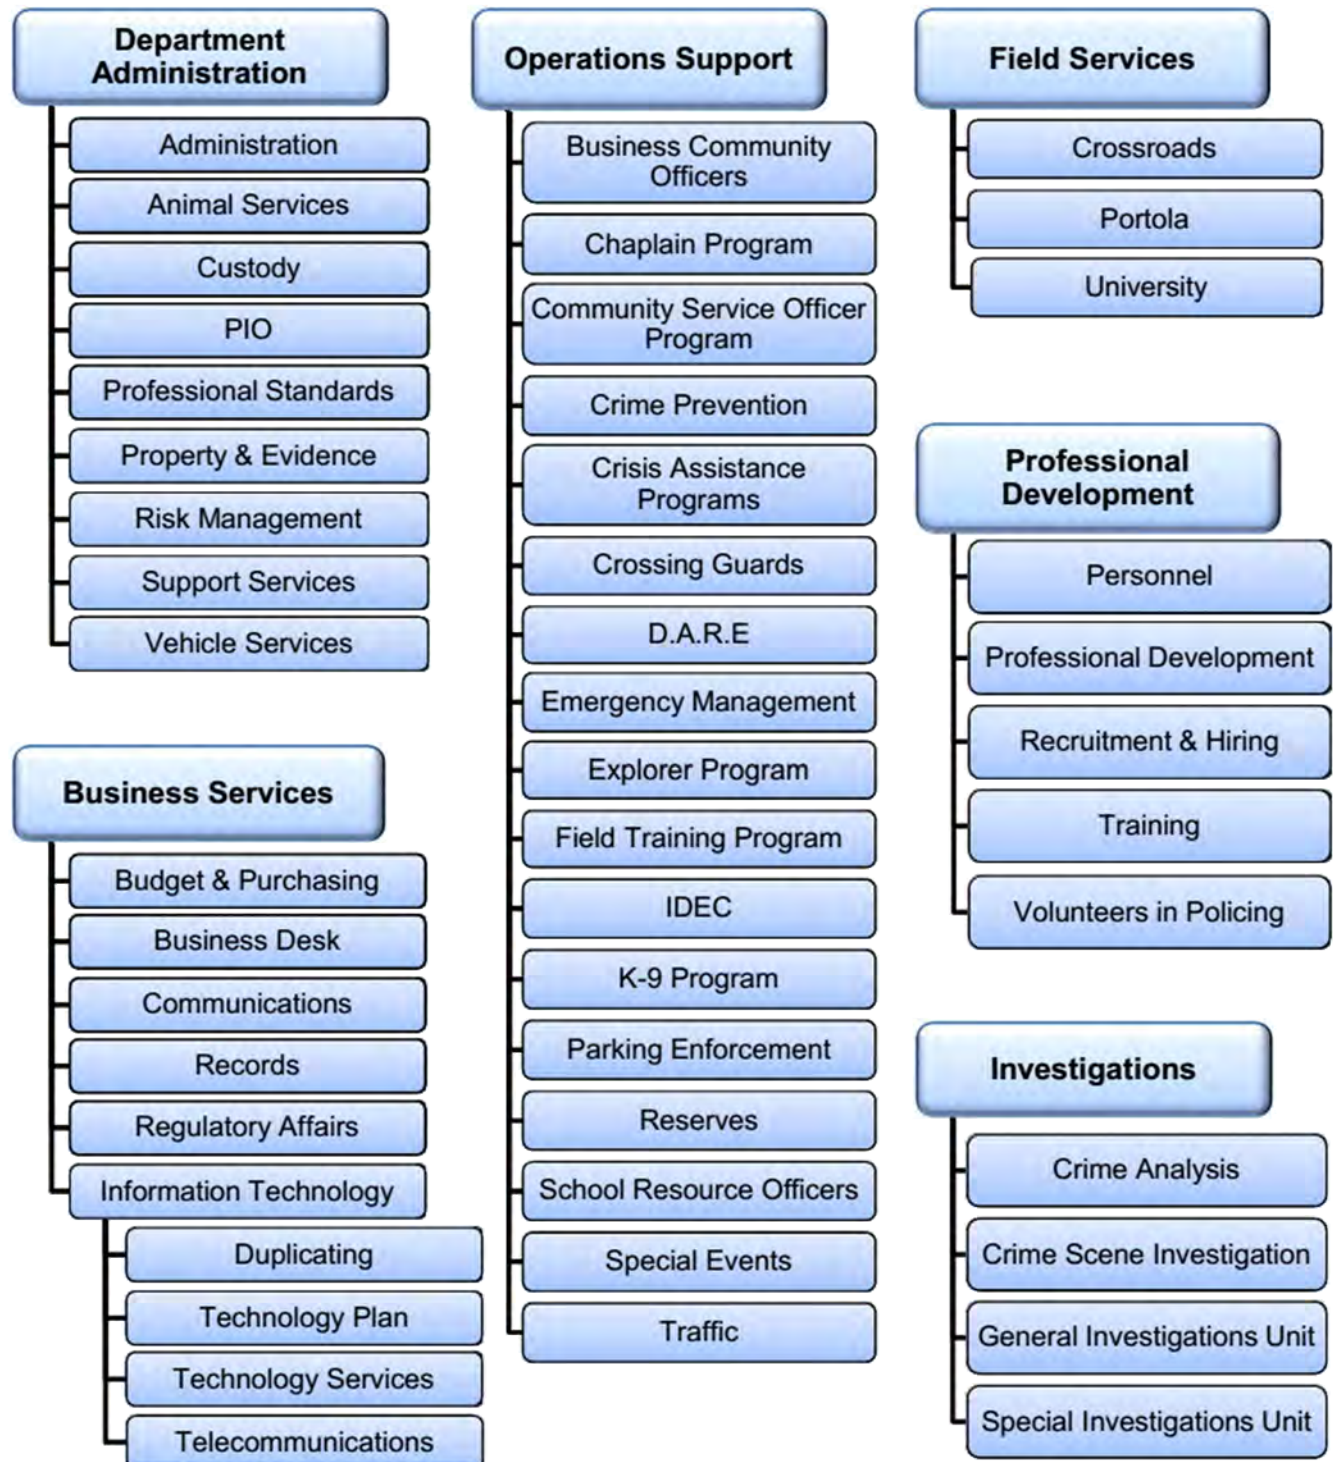 Department
Administration
Administration
Animal Services
Custody
PIO
Professional Standards
Property & Evidence
Risk Management
Support Services
Vehicle Services
Business Services
Budget & Purchasing
Business Desk
Communications
Records
Regulatory Affairs
Information Technology
Duplicating
Technology Plan
Technology Services
Telecommunications
Operations Support
Business Community
Officers
Chaplain Program
Community Service Officer
Program
Crime Prevention
Crisis Assistance
Programs
Crossing Guards
D.A.R.E
Emergency Management
Explorer Program
Field Training Program
IDEC
K-9 Program
Parking Enforcement
Reserves
School Resource Officers
Special Events
Traffic
Field Services
Crossroads
Portola
University
Professional
Development
Personnel
Professional Development
Recruitment & Hiring
Training
Volunteers in Policing
Investigations
Crime Analysis
Crime Scene Investigation
General Investigations Unit
Special Investigations Unit